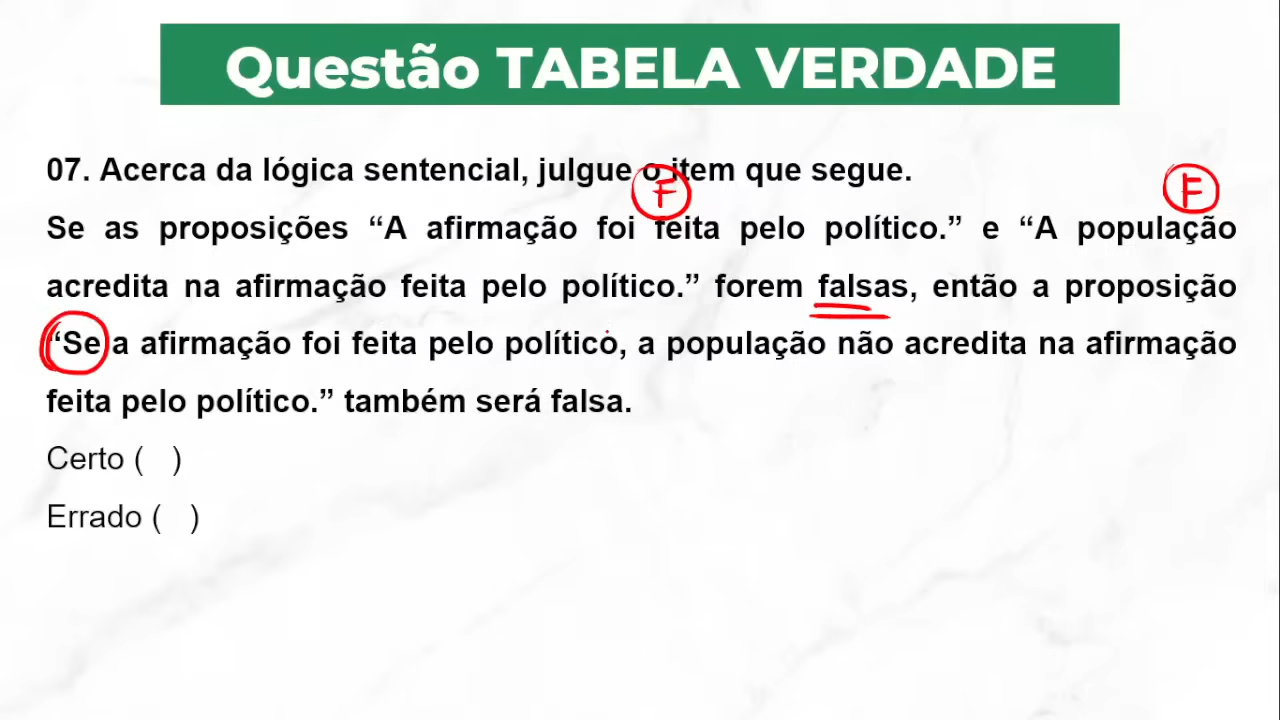 Questão TABELA VERDADE
07. Acerca da lógica sentencial, julgue o item que segue.
F F
Se as proposições “A afirmação foi feita pelo político.” e “A população
acredita na afirmação feita pelo político.” forem falsas, então a proposição
“Se a afirmação foi feita pelo político, a população não acredita na afirmação
feita pelo político.” também será falsa.
Certo ( )
Errado ( )